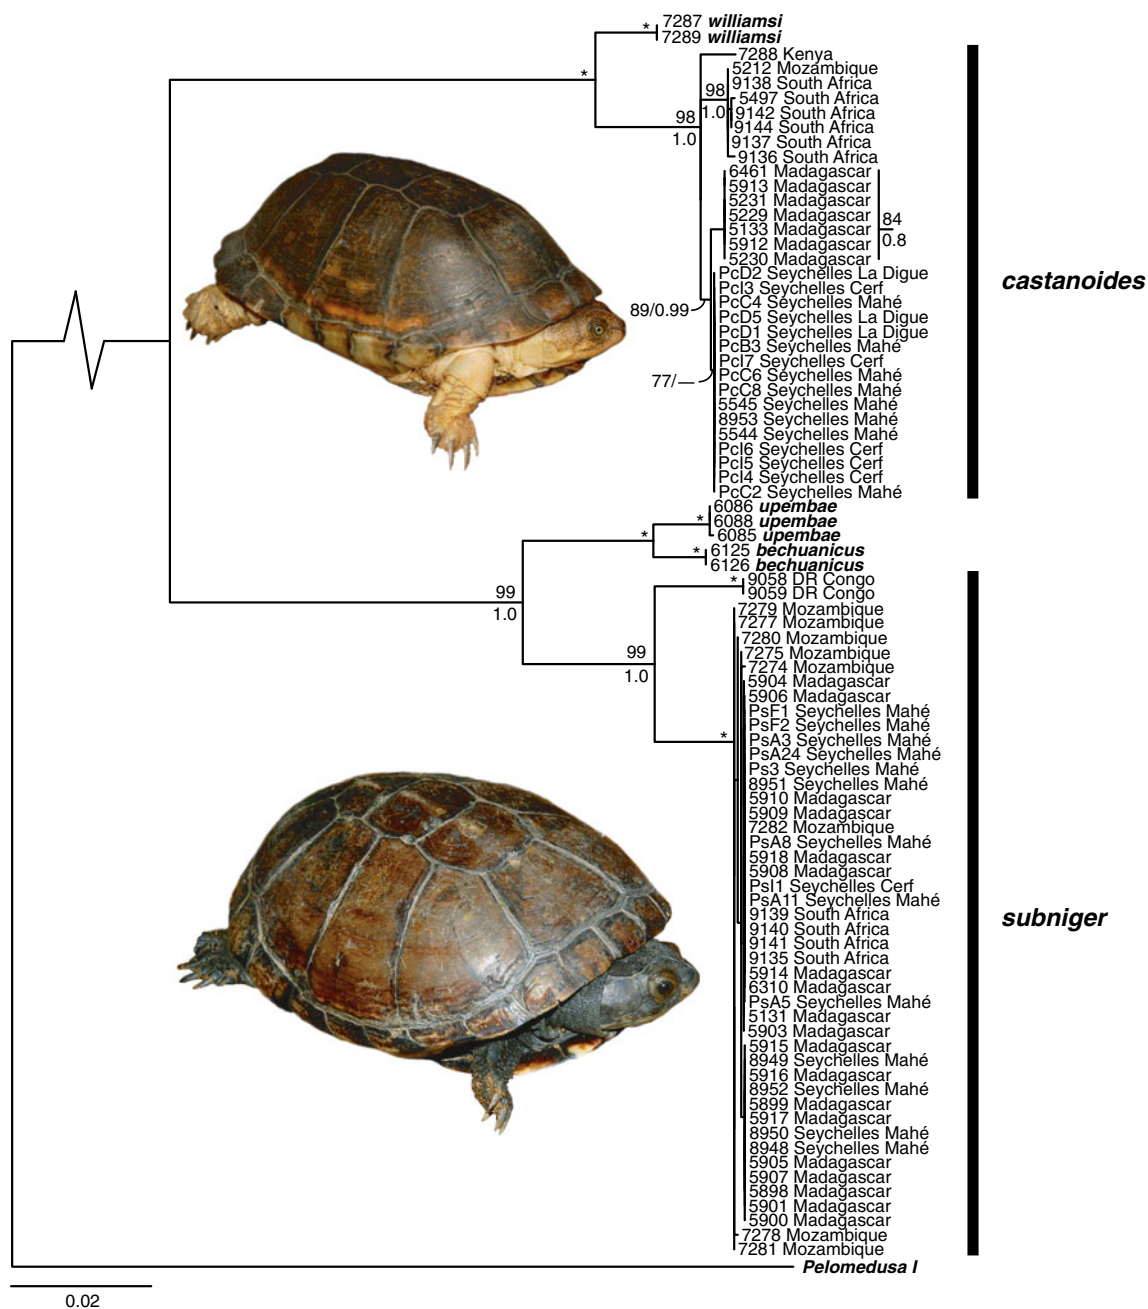 *
7287 williamsi
7289 williamsi
*
7288 Kenya
5212 Mozambique
9138 South Africa
98
5497 South Africa
1.0
9142 South Africa
98
9144 South Africa
1.0
9137 South Africa
9136 South Africa
6461 Madagascar
5913 Madagascar
5231 Madagascar
5229 Madagascar
84
5133 Madagascar
0.8
5912 Madagascar
5230 Madagascar
PcD2 Seychelles La Digue
castanoides
PcI3 Seychelles Cerf
PcC4 Seychelles Mahé
89/0.99
PcD5 Seychelles La Digue
PcD1 Seychelles La Digue
PcB3 Seychelles Mahé
PcI7 Seychelles Cerf
77/—
PcC6 Seychelles Mahé
PcC8 Seychelles Mahé
5545 Seychelles Mahé
8953 Seychelles Mahé
5544 Seychelles Mahé
PcI6 Seychelles Cerf
PcI5 Seychelles Cerf
PcI4 Seychelles Cerf
PcC2 Seychelles Mahé
6086 upembae
*
6088 upembae
*
6085 upembae
*
6125 bechuanicus
6126 bechuanicus
*
9058 DR Congo
99
9059 DR Congo
1.0
7279 Mozambique
7277 Mozambique
7280 Mozambique
99
7275 Mozambique
1.0
7274 Mozambique
5904 Madagascar
5906 Madagascar
PsF1 Seychelles Mahé
PsF2 Seychelles Mahé
*
PsA3 Seychelles Mahé
PsA24 Seychelles Mahé
Ps3 Seychelles Mahé
8951 Seychelles Mahé
5910 Madagascar
5909 Madagascar
7282 Mozambique
PsA8 Seychelles Mahé
5918 Madagascar
5908 Madagascar
PsI1 Seychelles Cerf
PsA11 Seychelles Mahé
9139 South Africa
subniger
9140 South Africa
9141 South Africa
9135 South Africa
5914 Madagascar
6310 Madagascar
PsA5 Seychelles Mahé
5131 Madagascar
5903 Madagascar
5915 Madagascar
8949 Seychelles Mahé
5916 Madagascar
8952 Seychelles Mahé
5899 Madagascar
5917 Madagascar
8950 Seychelles Mahé
8948 Seychelles Mahé
5905 Madagascar
5907 Madagascar
5898 Madagascar
5901 Madagascar
5900 Madagascar
7278 Mozambique
7281 Mozambique
Pelomedusa I
0.02